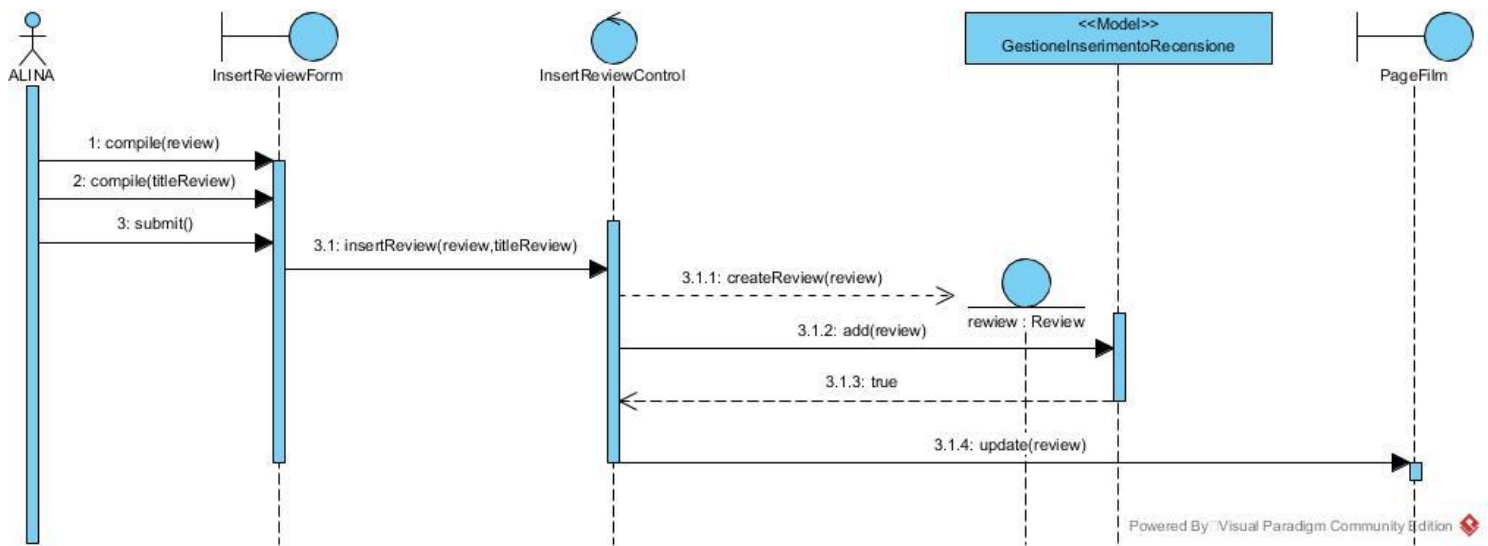 <<Model>>
GestioneInserimentoRecensione
ALINA
InsertReviewForm
InsertReviewControl
PageFilm
1: compile(review)
2: compile(titleReview)
3: submit()
3.1: insertReview(review,titleReview)
3.1.1: createReview(review)
rewiew : Review
3.1.2: add(review)
3.1.3: true
3.1.4: update(review)
Powered By Visual Paradigm Community Edition